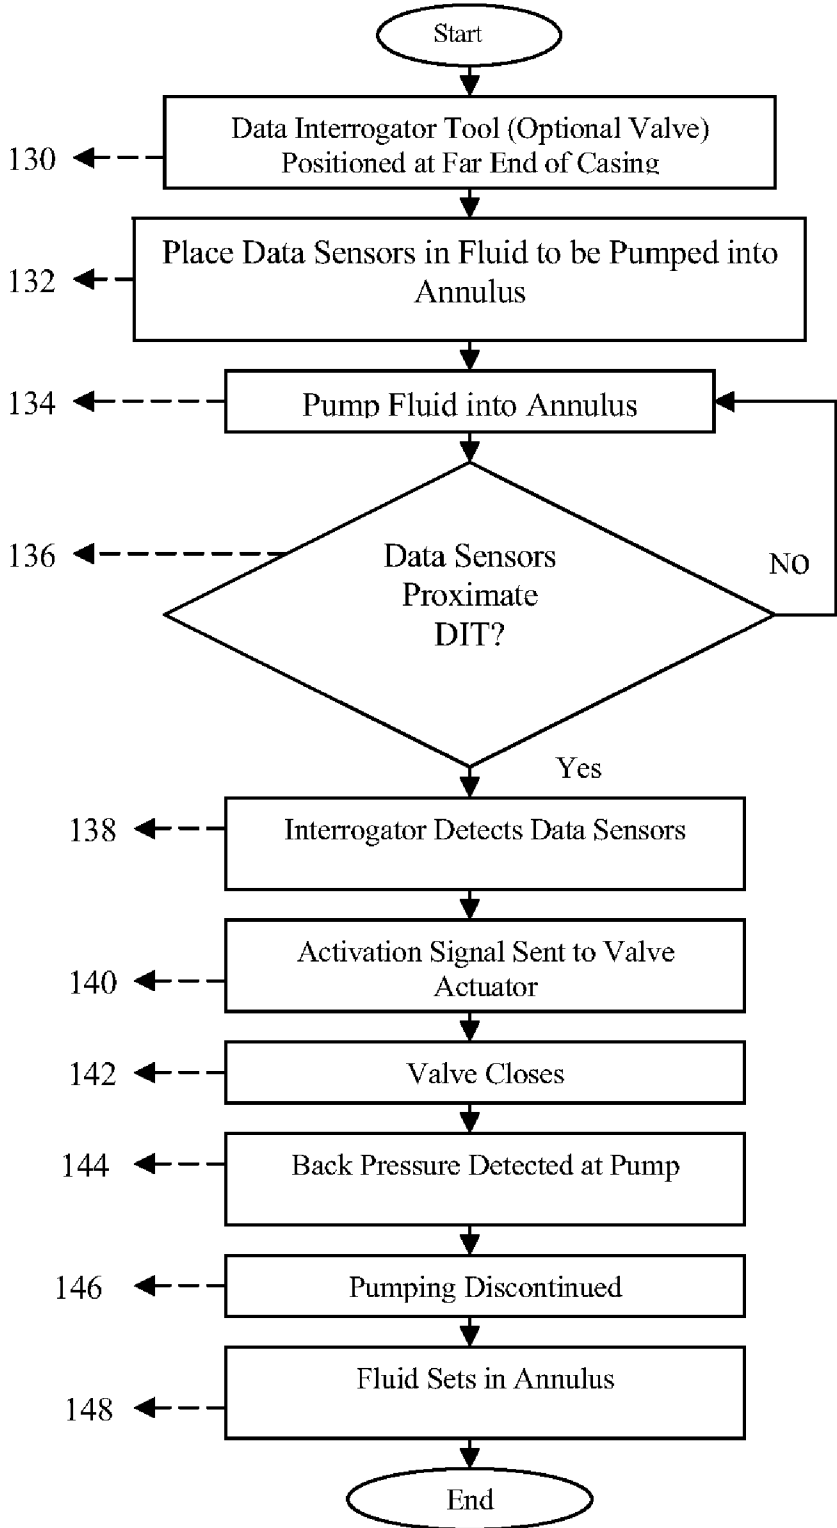 Start
Data Interrogator Tool (Optional Valve)
130
Positioned at Far End of Casing
Place Data Sensors in Fluid to be Pumped into
132
Annulus
134
Pump Fluid into Annulus
136
Data Sensors
NO
Proximate
DIT?
Yes
138
Interrogator Detects Data Sensors
Activation Signal Sent to Valve
140
Actuator
142
Valve Closes
144
Back Pressure Detected at Pump
146
Pumping Discontinued
Fluid Sets in Annulus
148
End